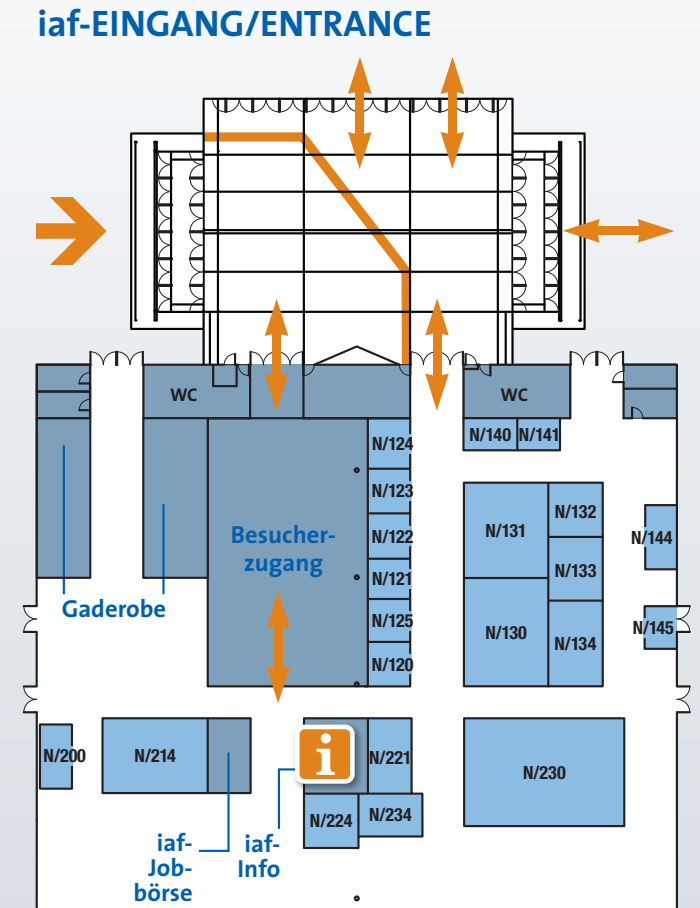 iaf-EINGANG/ENTRANCE
WC
WC
N/124
N/140
N/141
N/123
N/131
N/132
N/122
N/144
Besucher-
zugang
N/121
N/133
Gaderobe
N/125
N/130
N/134
N/145
N/120
N/200
N/214
i
N/221
N/230
N/224
N/234
iaf-
Job-
börse
iaf-
Info